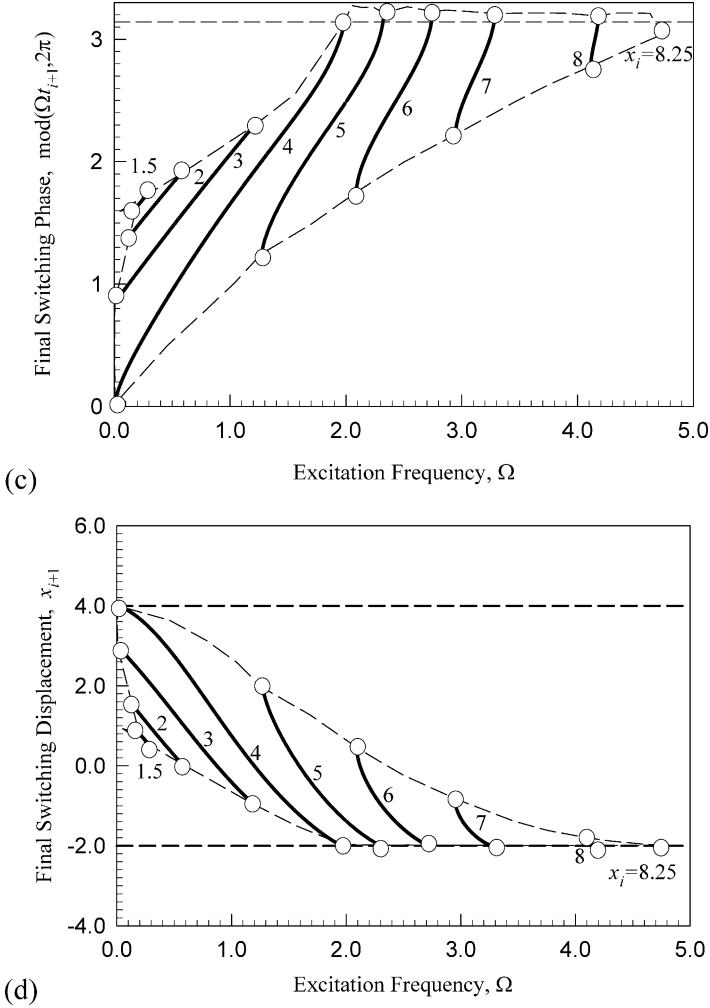 3
2
1
0
0.0 1.0 2.0 3.0 4.0 5.0
Final Switching Phase, mod(Ωtᵢ₊₁,2π)
1.5
2
3
4
5
6
7
8
xᵢ=8.25
Excitation Frequency, Ω
(c)
6.0
4.0
2.0
0.0
-2.0
-4.0
0.0 1.0 2.0 3.0 4.0 5.0
Final Switching Displacement, xᵢ₊₁
1.5
2
3
4
5
6
7
8
xᵢ=8.25
Excitation Frequency, Ω
(d)